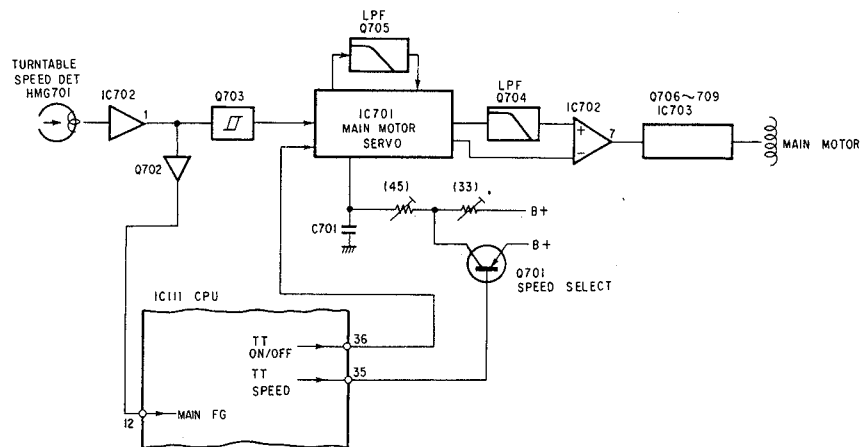 LPF
Q705
TURNTABLE
SPEED DET
HMG701
IC702
1
Q703
IC701
MAIN MOTOR
SERVO
LPF
Q704
IC702
+
-
7
Q706~709
IC703
MAIN MOTOR
Q702
(45)
(33)
B+
C701
B+
Q701
SPEED SELECT
IC111 CPU
TT
ON/OFF
36
TT
SPEED
35
12
MAIN FG